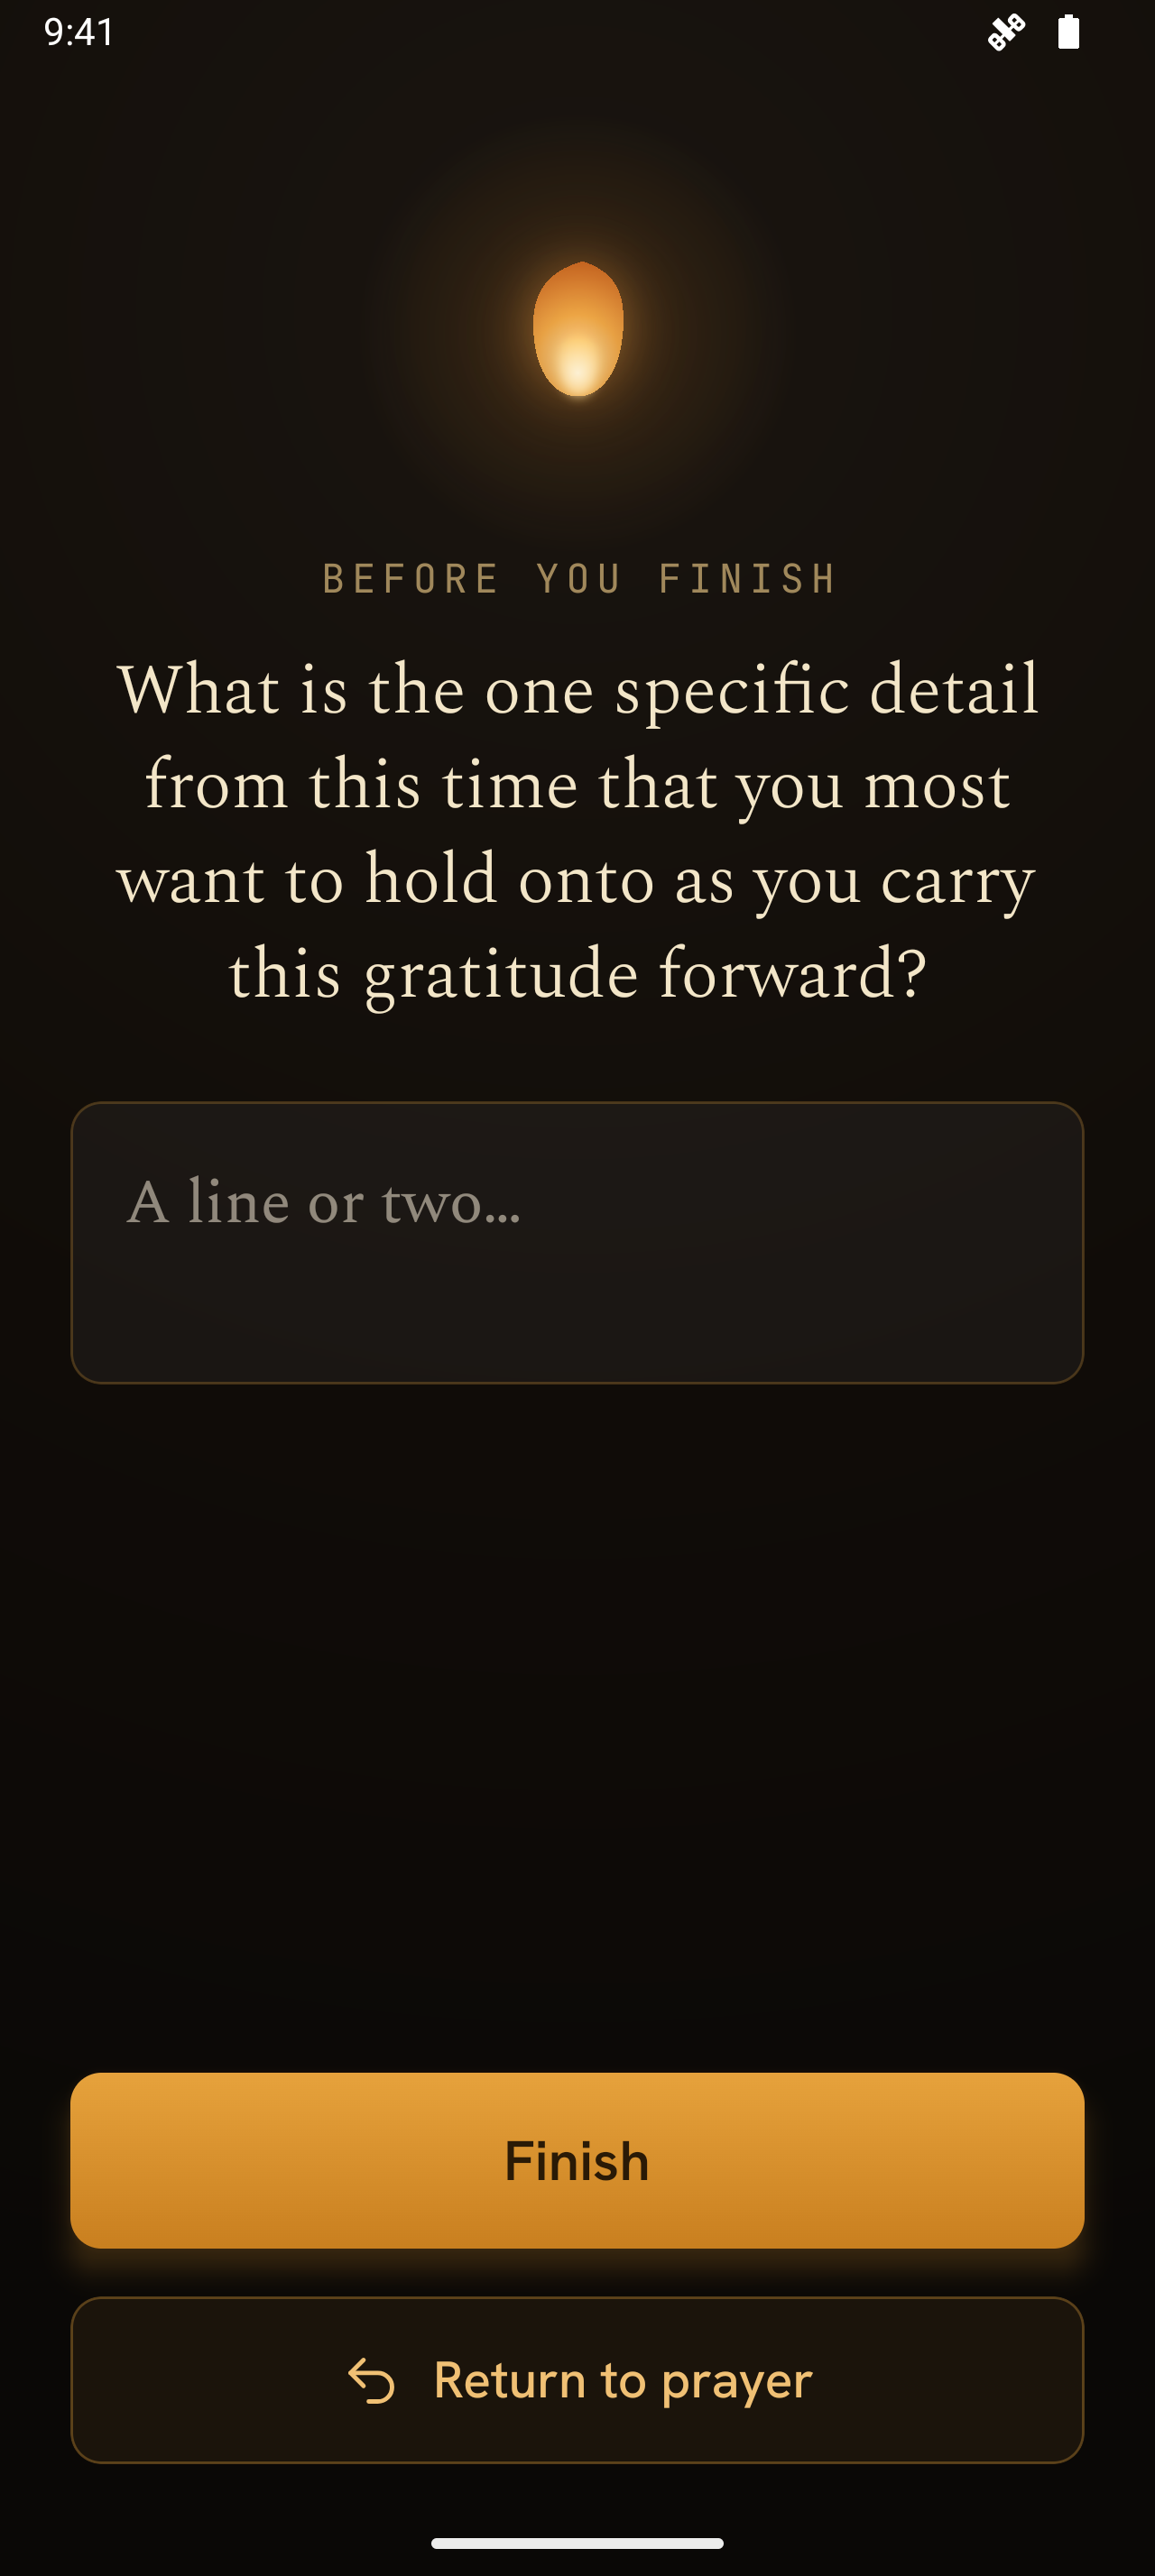 9:41
BEFORE YOU FINISH
What is the one specific detail
from this time that you most
want to hold onto as you carry
this gratitude forward?
A line or two…
Finish
Return to prayer